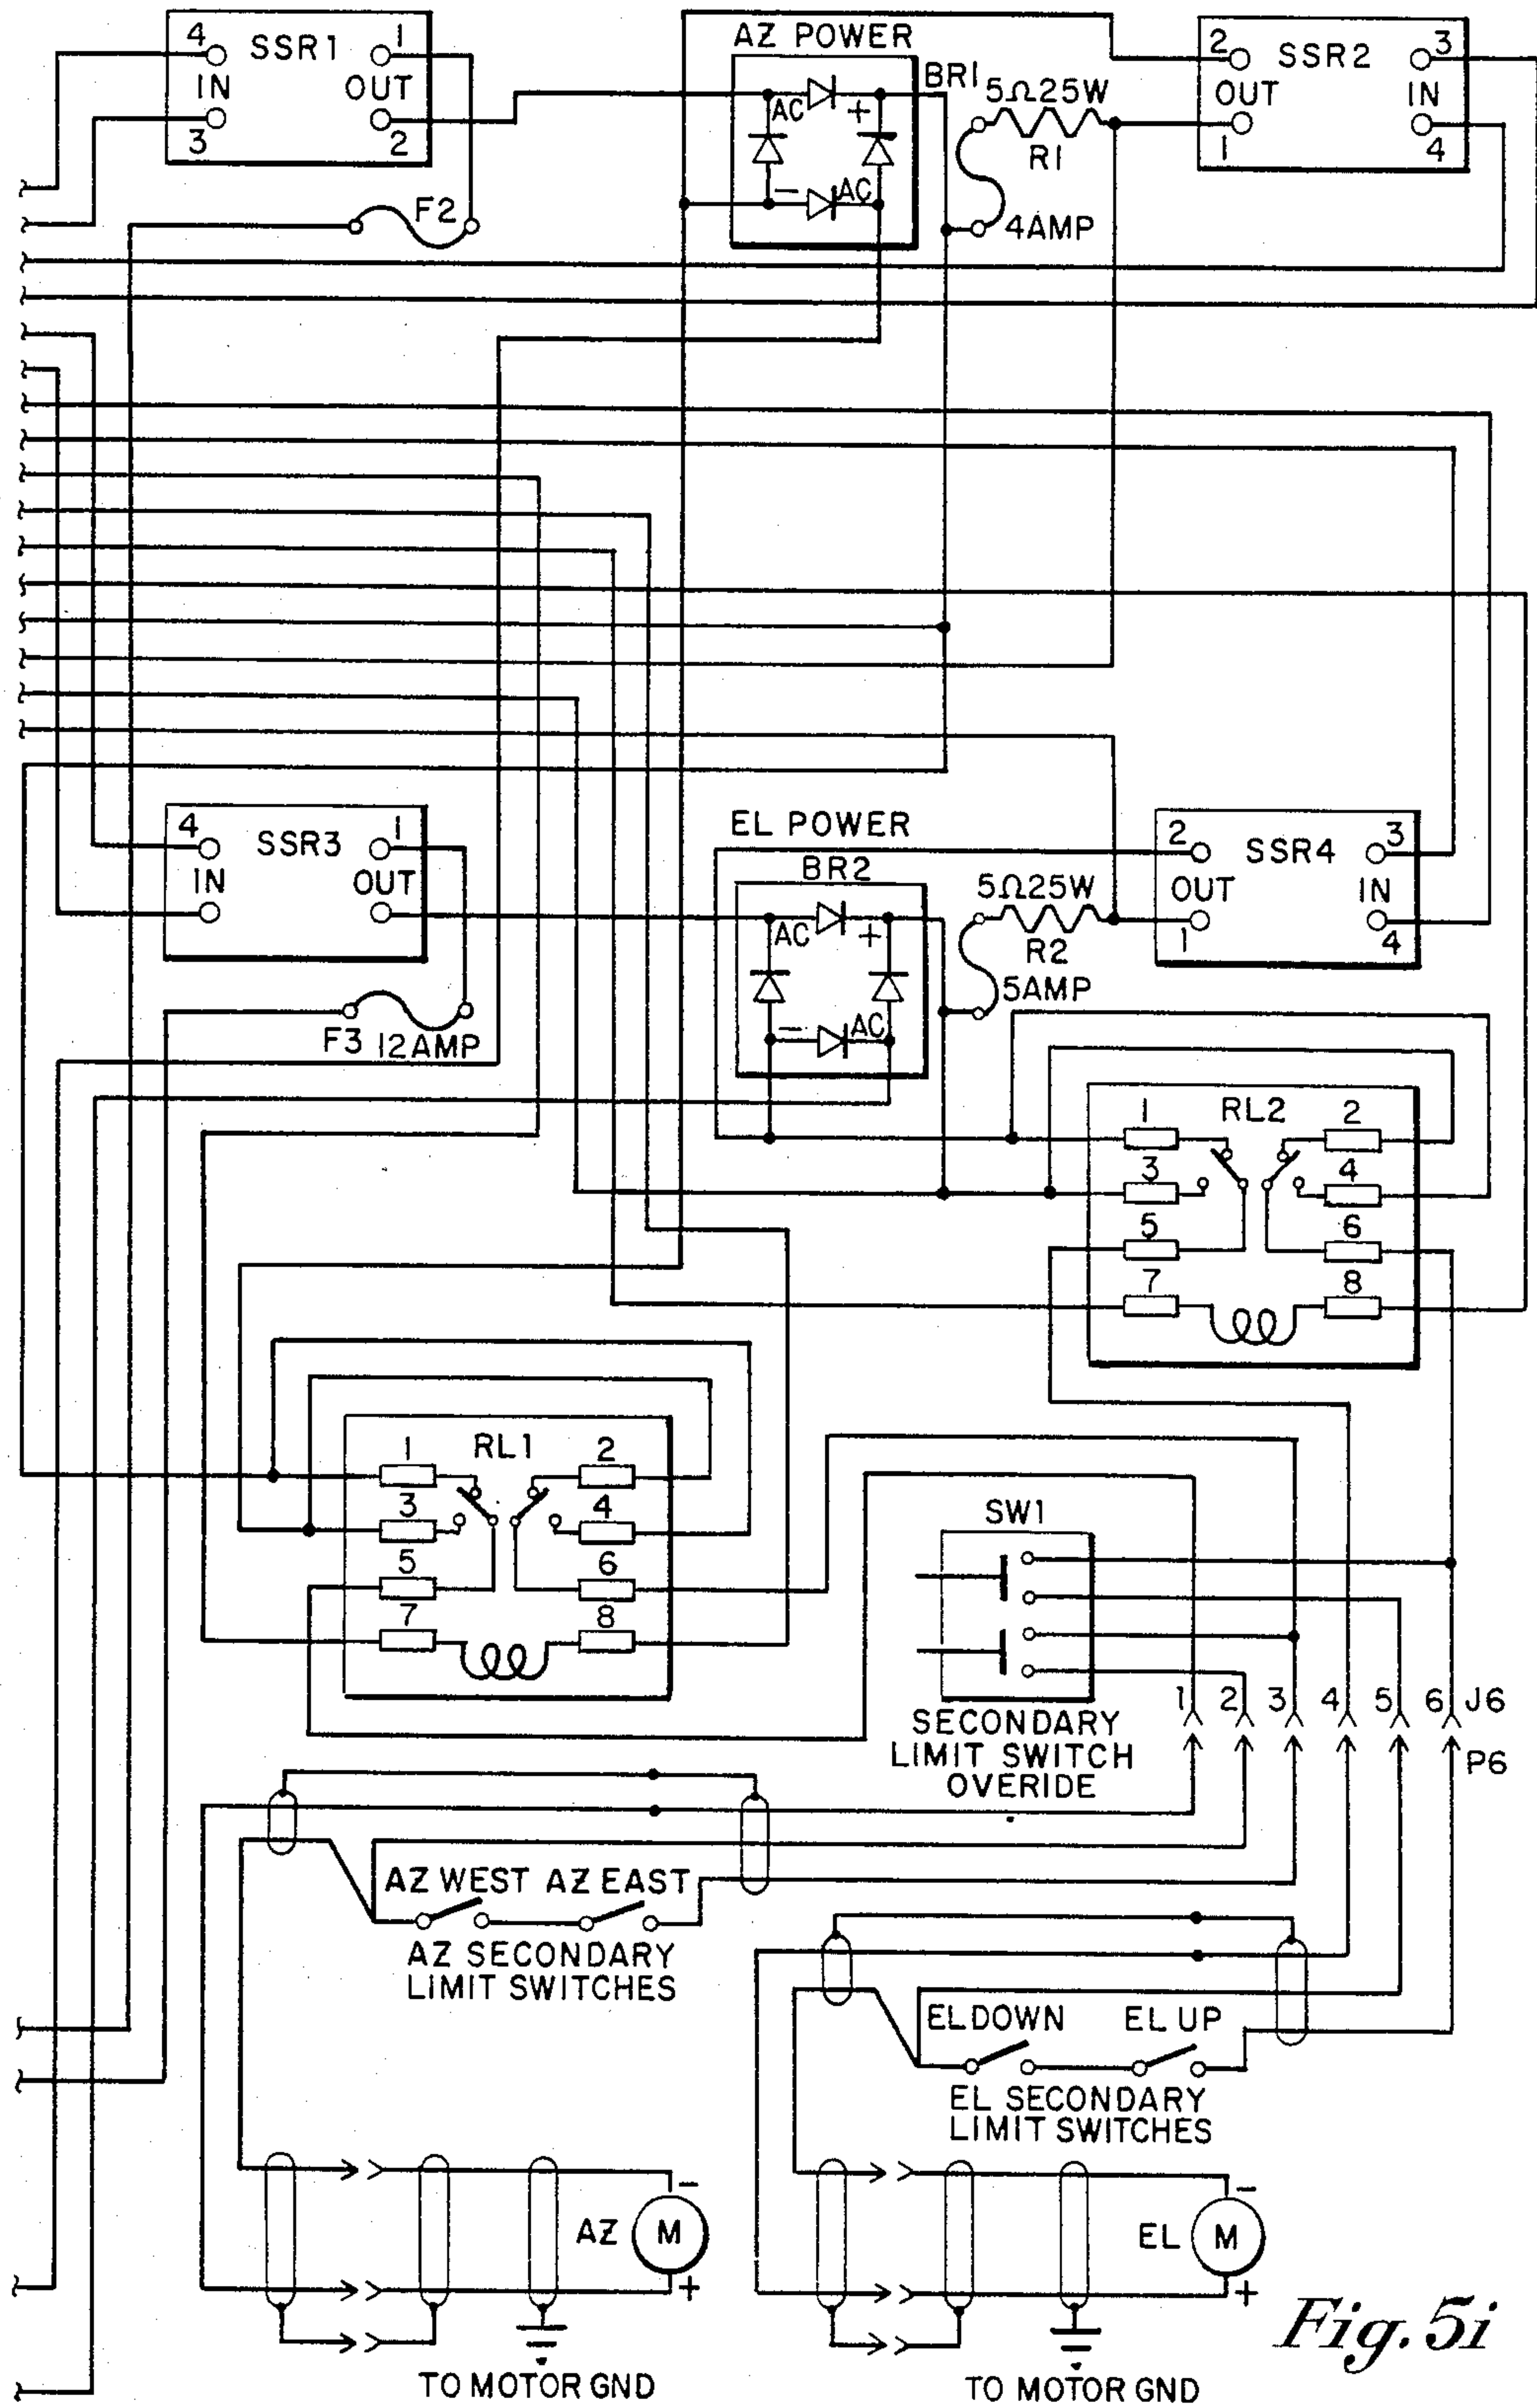 AZ POWER
4 SSR1 1
IN OUT
3 2
BR1
AC +
− AC
5Ω25W
R1
4AMP
2 SSR2 3
OUT IN
1 4
F2
EL POWER
4 SSR3 1
IN OUT
BR2
AC +
− AC
5Ω25W
R2
5AMP
2 SSR4 3
OUT IN
1 4
F3 12AMP
1 RL2 2
3 4
5 6
7 8
1 RL1 2
3 4
5 6
7 8
SW1
SECONDARY
LIMIT SWITCH
OVERIDE
1 2 3 4 5 6 J6
P6
AZ WEST AZ EAST
AZ SECONDARY
LIMIT SWITCHES
EL DOWN EL UP
EL SECONDARY
LIMIT SWITCHES
−
AZ M
+
−
EL M
+
TO MOTOR GND
TO MOTOR GND
Fig. 5i